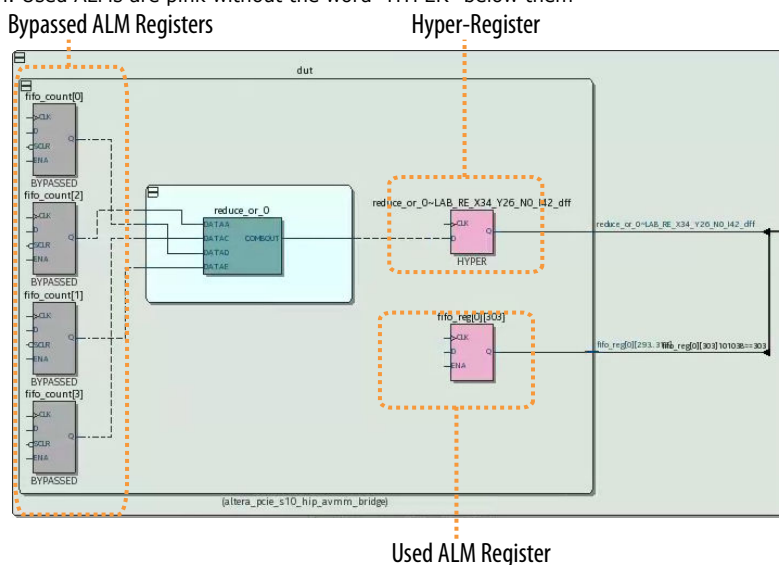 Used ALMs are pink without the word "HYPER" below them
Bypassed ALM Registers
Hyper-Register
dut
fifo_count[0]
CLK
D
SCLR
ENA
Q
BYPASSED
fifo_count[2]
CLK
D
SCLR
ENA
Q
BYPASSED
fifo_count[1]
CLK
D
SCLR
ENA
Q
BYPASSED
fifo_count[3]
CLK
D
SCLR
ENA
Q
BYPASSED
reduce_or_0
DATAA
DATAC
DATAD
DATAE
COMBOUT
reduce_or_0~LAB_RE_X34_Y26_N0_I42_dff
CLK
D
Q
HYPER
reduce_or_0~LAB_RE_X34_Y26_N0_I42_dff
fifo_reg[0][303]
CLK
D
ENA
Q
fifo_reg[0][303]
(altera_pcie_s10_hip_avmm_bridge)
Used ALM Register